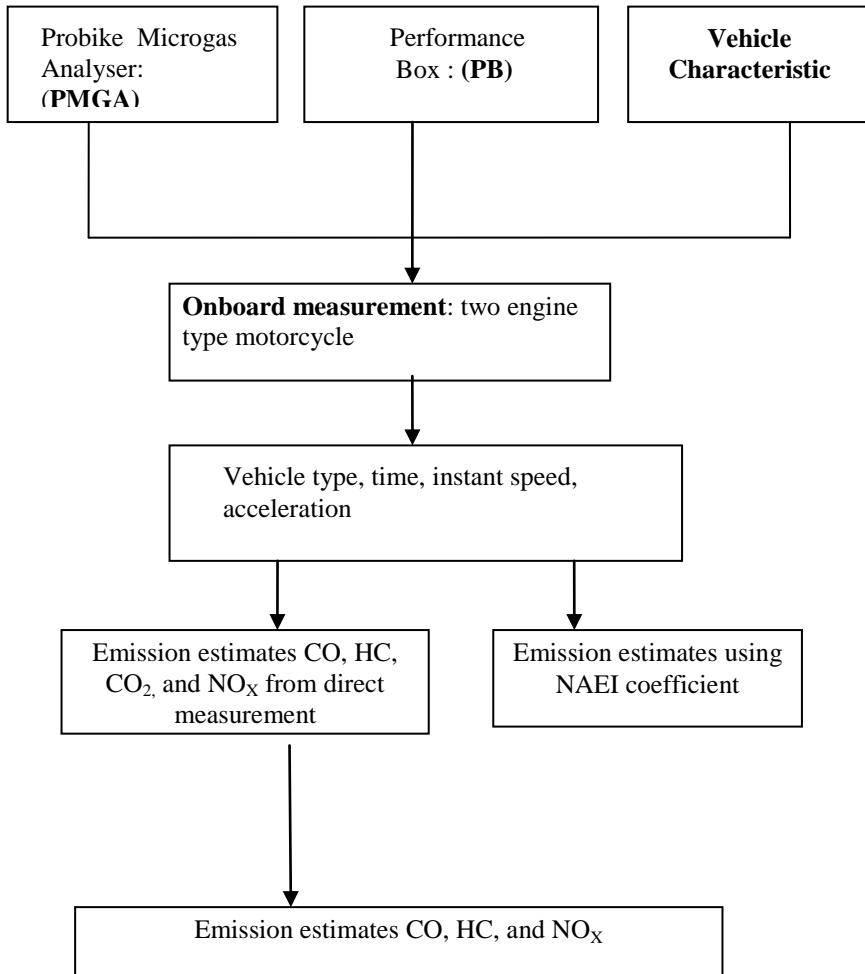 Probike Microgas
Analyser:
(PMGA)
Performance
Box : (PB)
Vehicle
Characteristic
Onboard measurement: two engine
type motorcycle
Vehicle type, time, instant speed,
acceleration
Emission estimates CO, HC,
CO2, and NOX from direct
measurement
Emission estimates using
NAEI coefficient
Emission estimates CO, HC, and NOX